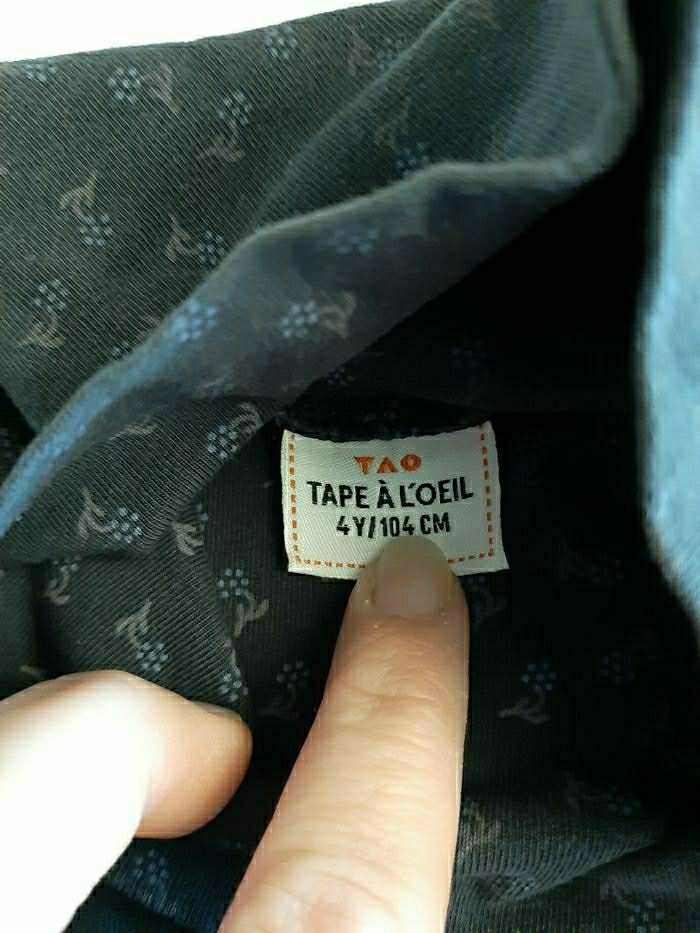 TAO
TAPE À L'OEIL
4Y/104 CM